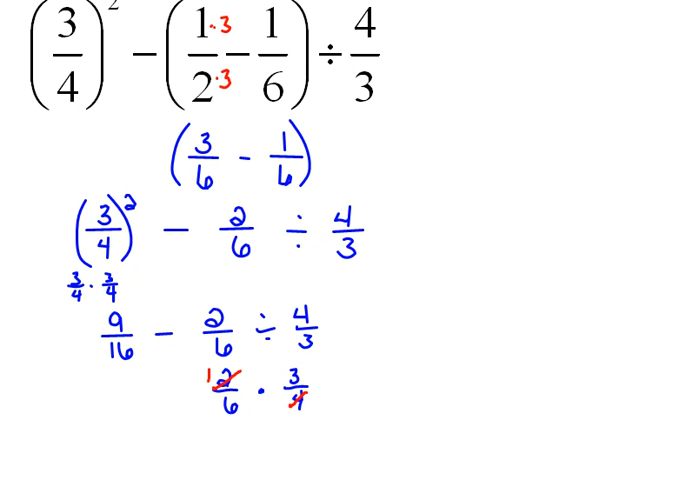 (3/4)^2 − (1·3/2·3 − 1/6) ÷ 4/3
(3/6 - 1/6)
(3/4)^2 − 2/6 ÷ 4/3
3/4 · 3/4
9/16 − 2/6 ÷ 4/3
1 2/6 · 3/4